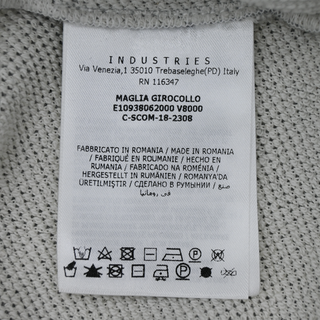 INDUSTRIES
Via Venezia,1 35010 Trebaseleghe(PD) Italy
RN 116347
MAGLIA GIROCOLLO
E10938062000 V8000
C-SCOM-18-2308
FABBRICATO IN ROMANIA / MADE IN ROMANIA
/ FABRIQUÉ EN ROUMANIE / HECHO EN
RUMANIA / FABRICADO NA ROMÉNIA /
HERGESTELLT IN RUMÄNIEN / ROMANYA'DA
ÜRETILMIŞTIR / СДЕЛАНО В РУМЫНИИ / صنع
في رومانيا